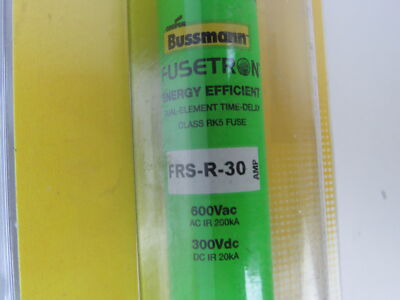 COOPER
Bussmann
FUSETRON
ENERGY EFFICIENT
DUAL-ELEMENT TIME-DELAY
CLASS RK5 FUSE
FRS-R-30 AMP
600Vac
AC IR 200kA
300Vdc
DC IR 20kA